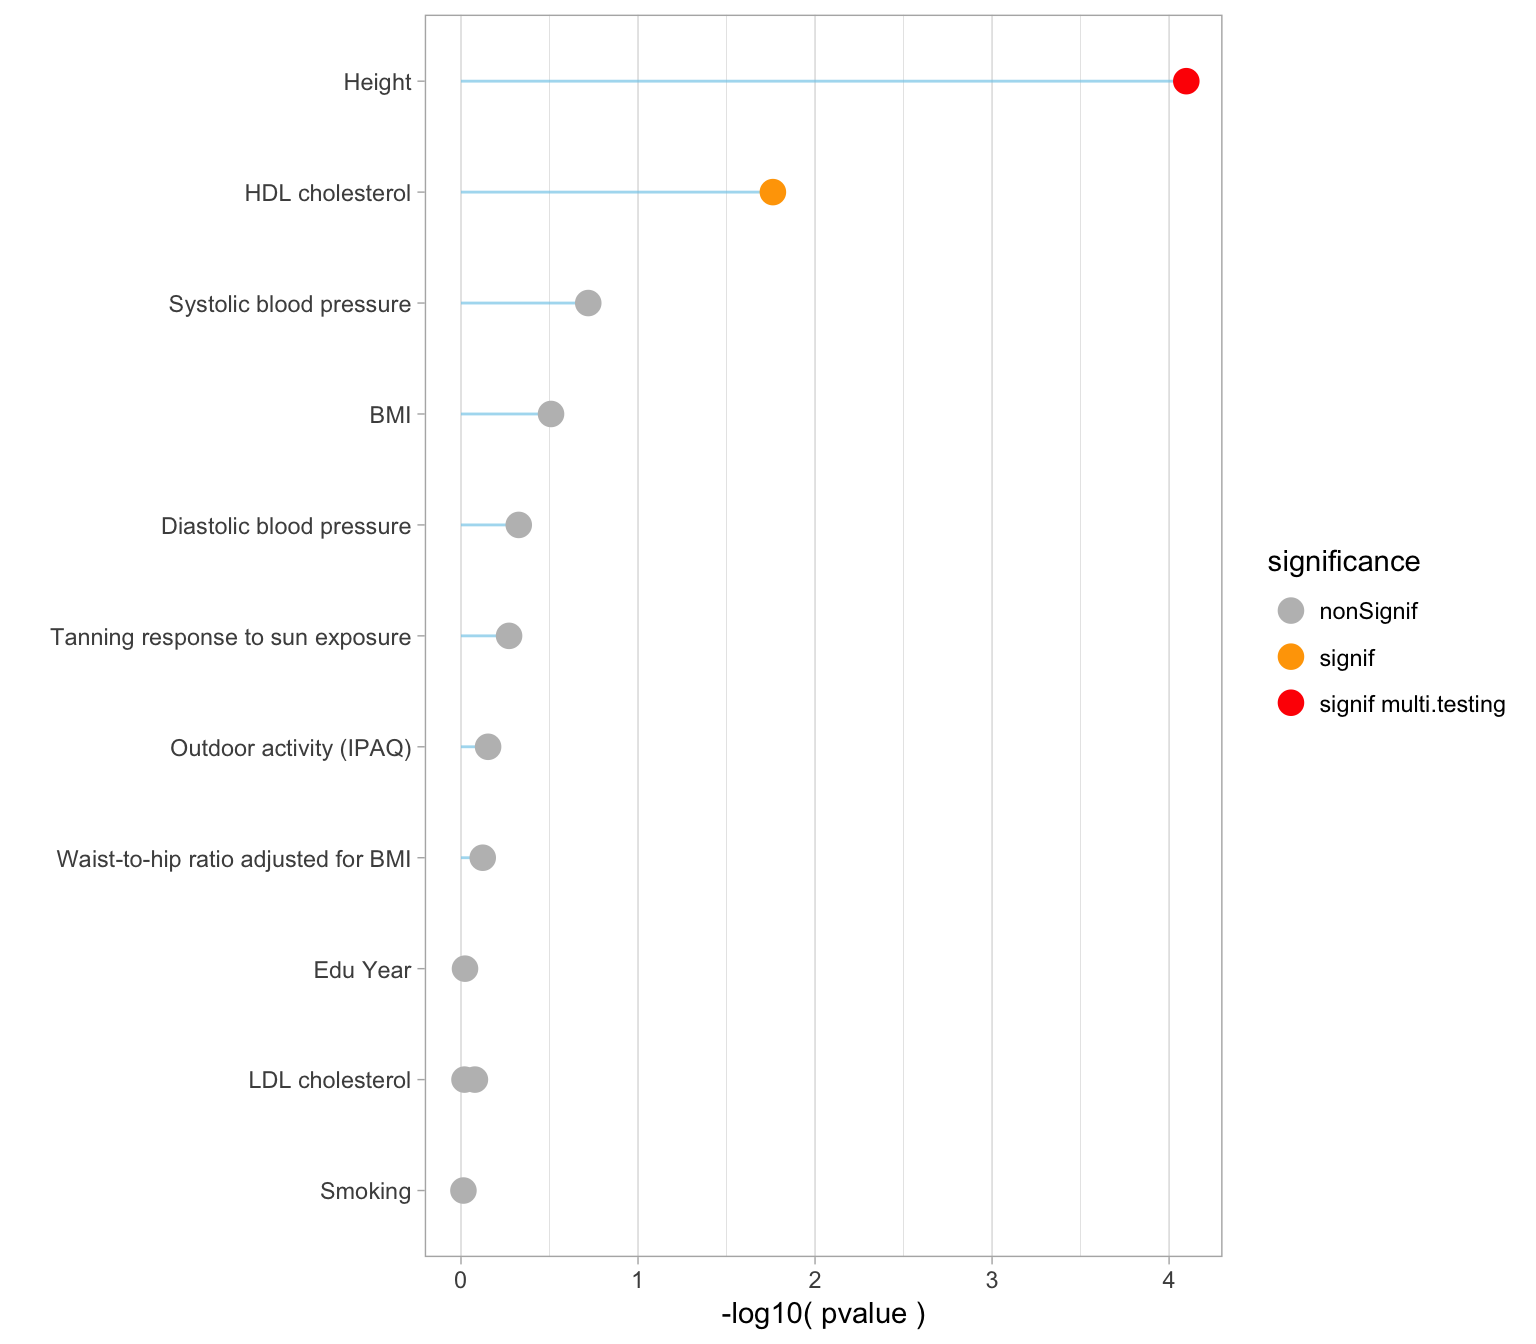 Height
HDL cholesterol
Systolic blood pressure
BMI
Diastolic blood pressure
Tanning response to sun exposure
Outdoor activity (IPAQ)
Waist-to-hip ratio adjusted for BMI
Edu Year
LDL cholesterol
Smoking
0 1 2 3 4
-log10( pvalue )
significance
nonSignif
signif
signif multi.testing